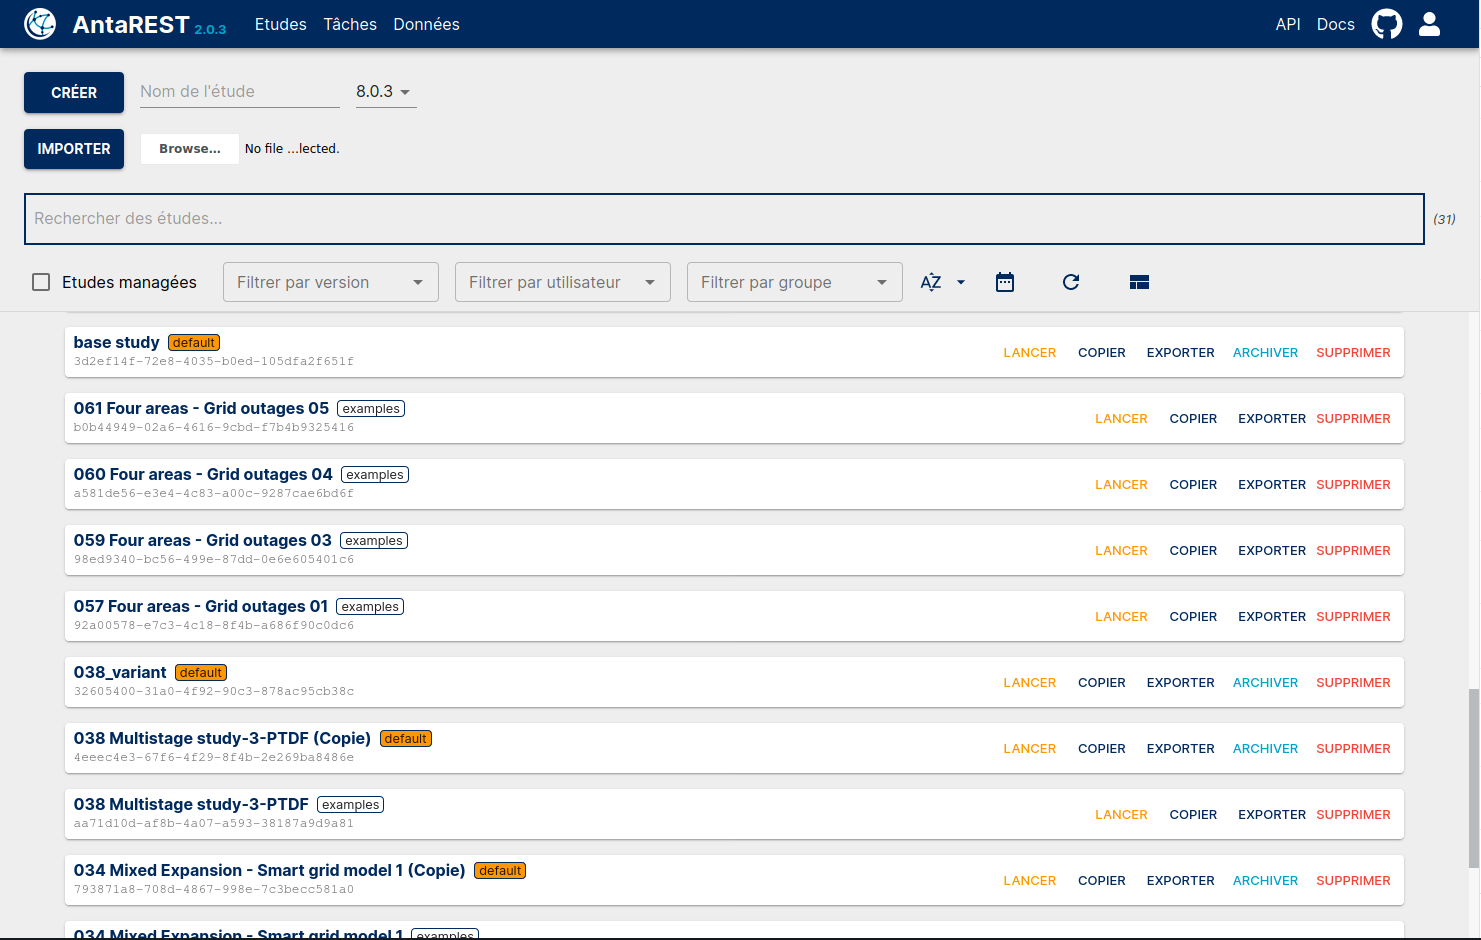 AntaREST 2.0.3 Etudes Tâches Données API Docs
CRÉER Nom de l'étude 8.0.3
IMPORTER Browse... No file ...lected.
Rechercher des études... (31)
Etudes managées Filtrer par version Filtrer par utilisateur Filtrer par groupe AZ
base study default
3d2ef14f-72e8-4035-b0ed-105dfa2f651f
LANCER COPIER EXPORTER ARCHIVER SUPPRIMER
061 Four areas - Grid outages 05 examples
b0b44949-02a6-4616-9cbd-f7b4b9325416
LANCER COPIER EXPORTER SUPPRIMER
060 Four areas - Grid outages 04 examples
a581de56-e3e4-4c83-a00c-9287cae6bd6f
LANCER COPIER EXPORTER SUPPRIMER
059 Four areas - Grid outages 03 examples
98ed9340-bc56-499e-87dd-0e6e605401c6
LANCER COPIER EXPORTER SUPPRIMER
057 Four areas - Grid outages 01 examples
92a00578-e7c3-4c18-8f4b-a686f90c0dc6
LANCER COPIER EXPORTER SUPPRIMER
038_variant default
32605400-31a0-4f92-90c3-878ac95cb38c
LANCER COPIER EXPORTER ARCHIVER SUPPRIMER
038 Multistage study-3-PTDF (Copie) default
4eeec4e3-67f6-4f29-8f4b-2e269ba8486e
LANCER COPIER EXPORTER ARCHIVER SUPPRIMER
038 Multistage study-3-PTDF examples
aa71d10d-af8b-4a07-a593-38187a9d9a81
LANCER COPIER EXPORTER SUPPRIMER
034 Mixed Expansion - Smart grid model 1 (Copie) default
793871a8-708d-4867-998e-7c3becc581a0
LANCER COPIER EXPORTER ARCHIVER SUPPRIMER
034 Mixed Expansion - Smart grid model 1 examples